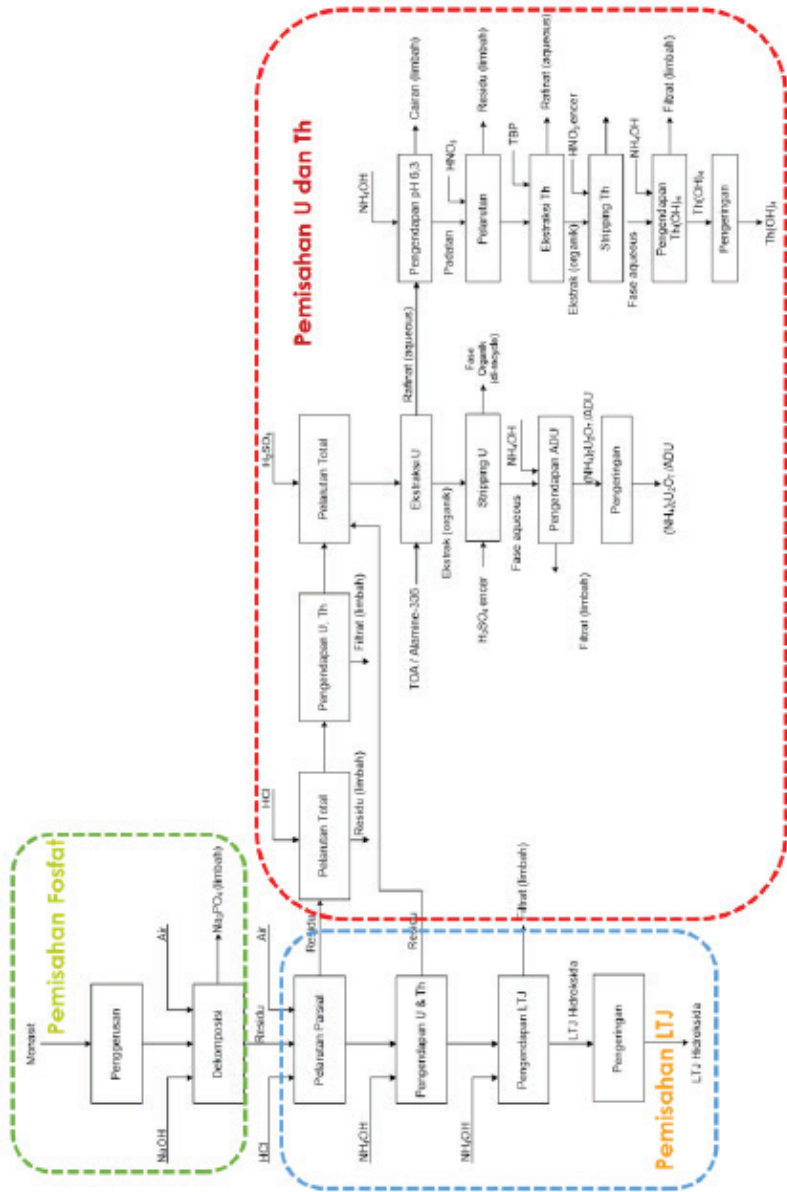 Pemisahan Fosfat
Monasit
Penggerusan
NaOH
Air
Dekomposisi
Na₃PO₄ (limbah)
Residu
Pemisahan LTJ
HCl
Air
Pelarutan Parsial
Residu
NH₄OH
Pengendapan U & Th
Residu
NH₄OH
Pengendapan LTJ
Filtrat (limbah)
LTJ Hidroksida
Pengeringan
LTJ Hidroksida
Pemisahan U dan Th
HCl
Pelarutan Total
Residu (limbah)
Pengendapan U, Th
Filtrat (limbah)
H₂SO₄
Pelarutan Total
TOA / Alamine-336
Ekstraksi U
Rafinat (aqueous)
Ekstrak (organik)
H₂SO₄ encer
Stripping U
Fase
Organik
(di-recycle)
Fase aqueous
NH₄OH
Pengendapan ADU
Filtrat (limbah)
(NH₄)₂U₂O₇ /ADU
Pengeringan
(NH₄)₂U₂O₇ /ADU
NH₄OH
Pengendapan pH 6,3
Cairan (limbah)
Padatan
HNO₃
Pelarutan
Residu (limbah)
TBP
Ekstraksi Th
Rafinat (aqueous)
Ekstrak (organik)
HNO₃ encer
Stripping Th
Fase aqueous
NH₄OH
Pengendapan
Th(OH)₄
Filtrat (limbah)
Th(OH)₄
Pengeringan
Th(OH)₄